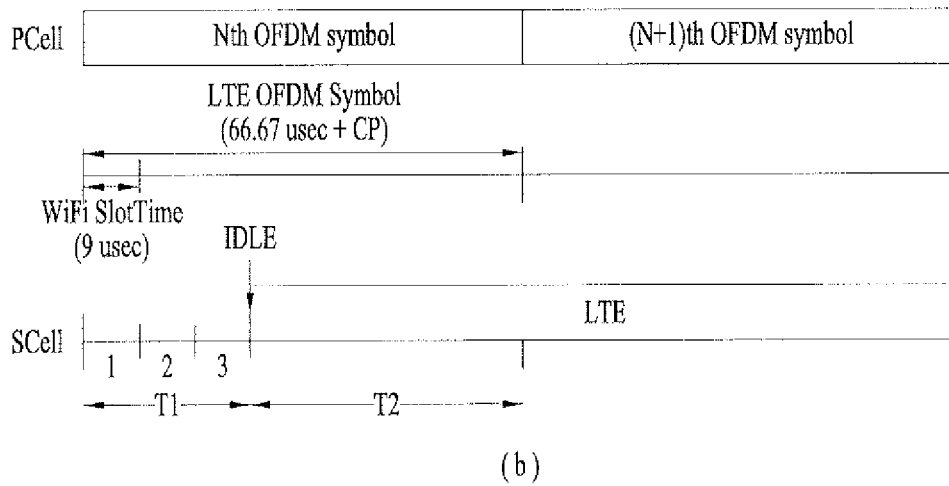 PCell
Nth OFDM symbol
(N+1)th OFDM symbol
LTE OFDM Symbol
(66.67 usec + CP)
WiFi SlotTime
(9 usec)
IDLE
LTE
SCell
1 2 3
T1 T2
(b)